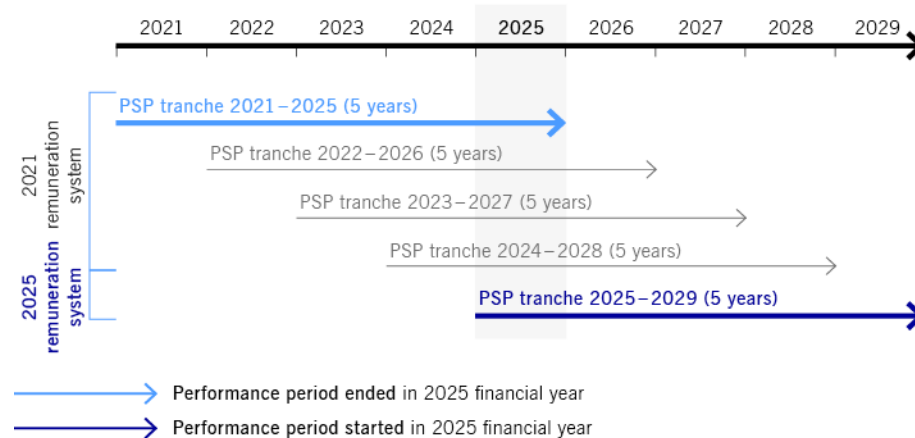 2021 2022 2023 2024 2025 2026 2027 2028 2029
2021
remuneration
system
PSP tranche 2021–2025 (5 years)
PSP tranche 2022–2026 (5 years)
PSP tranche 2023–2027 (5 years)
PSP tranche 2024–2028 (5 years)
2025
remuneration
system
PSP tranche 2025–2029 (5 years)
Performance period ended in 2025 financial year
Performance period started in 2025 financial year